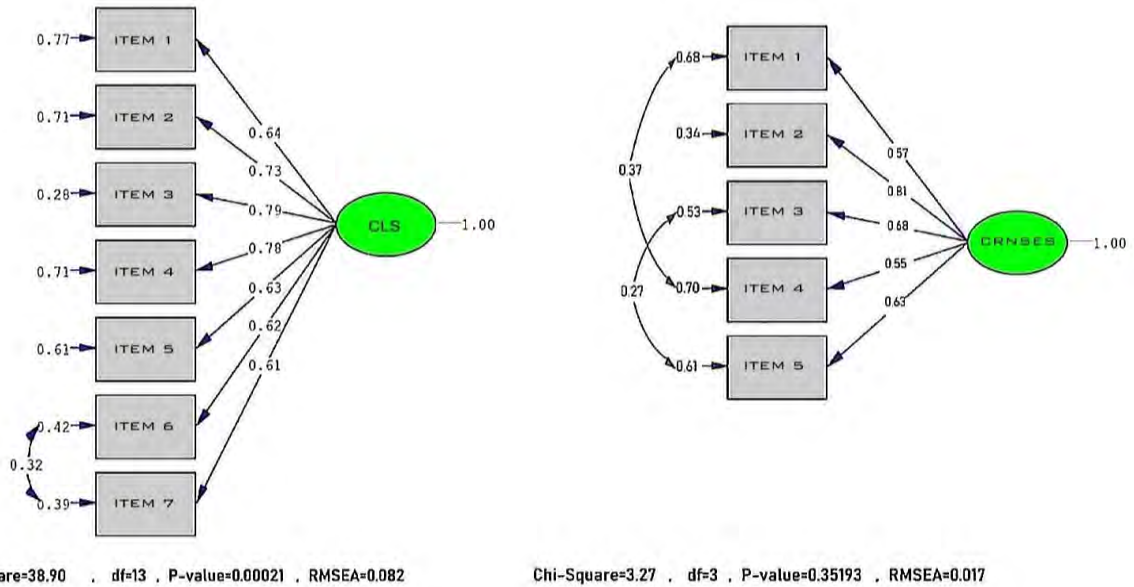 0.77
ITEM 1
0.71
ITEM 2
0.28
ITEM 3
0.71
ITEM 4
0.61
ITEM 5
0.42
ITEM 6
0.39
ITEM 7
0.32
0.64
0.73
0.79
0.78
0.63
0.62
0.61
CLS
1.00
are=38.90 , df=13 , P-value=0.00021 , RMSEA=0.082
0.68
ITEM 1
0.34
ITEM 2
0.53
ITEM 3
0.70
ITEM 4
0.61
ITEM 5
0.37
0.27
0.57
0.81
0.68
0.55
0.63
CRNSES
1.00
Chi-Square=3.27 , df=3 , P-value=0.35193 , RMSEA=0.017